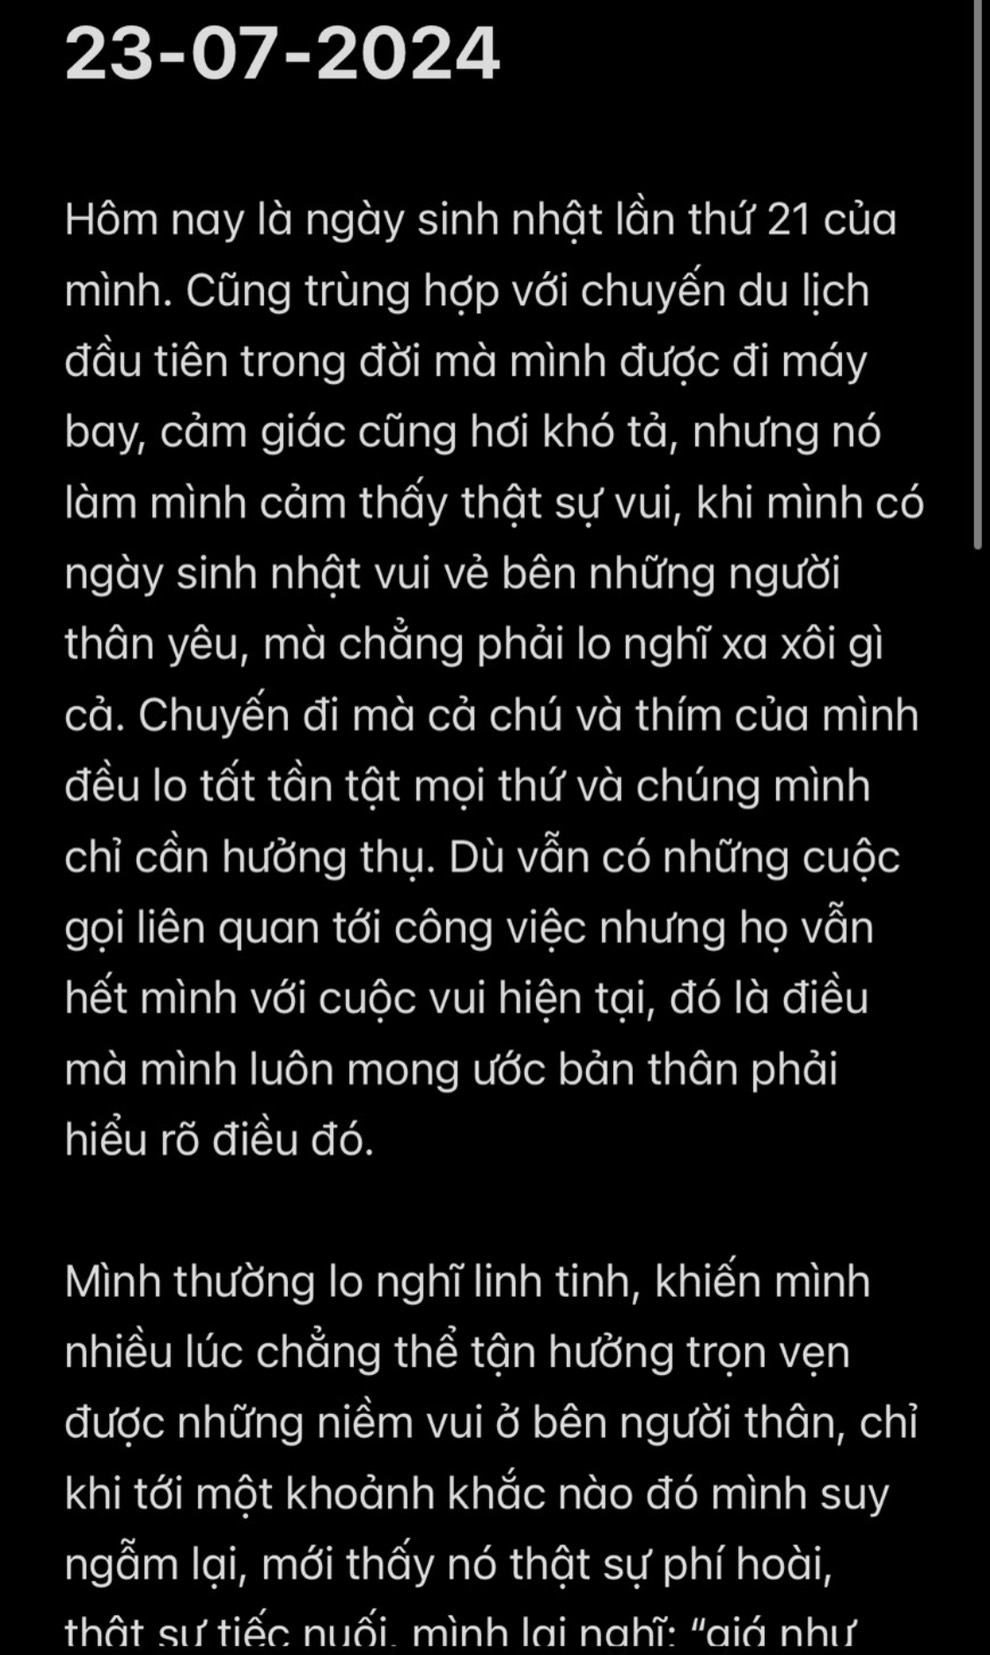 23-07-2024
Hôm nay là ngày sinh nhật lần thứ 21 của
mình. Cũng trùng hợp với chuyến du lịch
đầu tiên trong đời mà mình được đi máy
bay, cảm giác cũng hơi khó tả, nhưng nó
làm mình cảm thấy thật sự vui, khi mình có
ngày sinh nhật vui vẻ bên những người
thân yêu, mà chẳng phải lo nghĩ xa xôi gì
cả. Chuyến đi mà cả chú và thím của mình
đều lo tất tần tật mọi thứ và chúng mình
chỉ cần hưởng thụ. Dù vẫn có những cuộc
gọi liên quan tới công việc nhưng họ vẫn
hết mình với cuộc vui hiện tại, đó là điều
mà mình luôn mong ước bản thân phải
hiểu rõ điều đó.
Mình thường lo nghĩ linh tinh, khiến mình
nhiều lúc chẳng thể tận hưởng trọn vẹn
được những niềm vui ở bên người thân, chỉ
khi tới một khoảnh khắc nào đó mình suy
ngẫm lại, mới thấy nó thật sự phí hoài,
thật sự tiếc nuối, mình lại nghĩ: “giá như